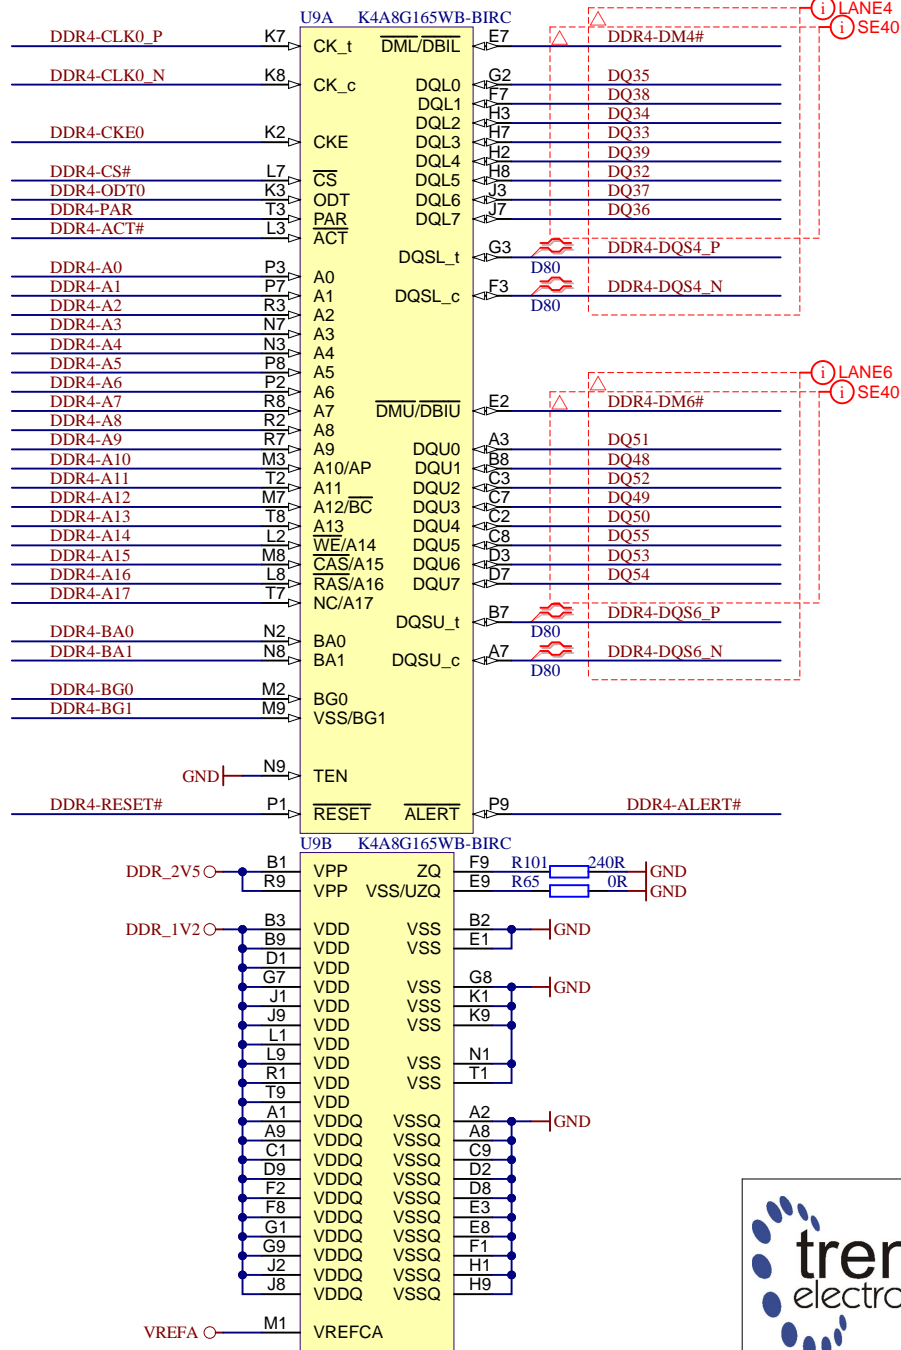 U9A K4A8G165WB-BIRC
LANE4
SE40
DDR4-CLK0_P K7 CK_t DML/DBIL E7 DDR4-DM4#
DDR4-CLK0_N K8 CK_c DQL0 G2 DQ35
DQL1 F7 DQ38
DQL2 H3 DQ34
DDR4-CKE0 K2 CKE DQL3 H7 DQ33
DQL4 H2 DQ39
DDR4-CS# L7 CS DQL5 H8 DQ32
DDR4-ODT0 K3 ODT DQL6 J3 DQ37
DDR4-PAR T3 PAR DQL7 J7 DQ36
DDR4-ACT# L3 ACT
DQSL_t G3 D80 DDR4-DQS4_P
DDR4-A0 P3 A0
DDR4-A1 P7 A1 DQSL_c F3 D80 DDR4-DQS4_N
DDR4-A2 R3 A2
DDR4-A3 N7 A3
DDR4-A4 N3 A4
DDR4-A5 P8 A5
LANE6
DDR4-A6 P2 A6
SE40
DDR4-A7 R8 A7 DMU/DBIU E2 DDR4-DM6#
DDR4-A8 R2 A8
DDR4-A9 R7 A9 DQU0 A3 DQ51
DDR4-A10 M3 A10/AP DQU1 B8 DQ48
DDR4-A11 T2 A11 DQU2 C3 DQ52
DDR4-A12 M7 A12/BC DQU3 C7 DQ49
DDR4-A13 T8 A13 DQU4 C2 DQ50
DDR4-A14 L2 WE/A14 DQU5 C8 DQ55
DDR4-A15 M8 CAS/A15 DQU6 D3 DQ53
DDR4-A16 L8 RAS/A16 DQU7 D7 DQ54
DDR4-A17 T7 NC/A17
DQSU_t B7 D80 DDR4-DQS6_P
DDR4-BA0 N2 BA0
DDR4-BA1 N8 BA1 DQSU_c A7 D80 DDR4-DQS6_N
DDR4-BG0 M2 BG0
DDR4-BG1 M9 VSS/BG1
GND N9 TEN
DDR4-RESET# P1 RESET ALERT P9 DDR4-ALERT#
U9B K4A8G165WB-BIRC
DDR_2V5 B1 VPP ZQ F9 R101 240R GND
R9 VPP VSS/UZQ E9 R65 0R GND
DDR_1V2 B3 VDD VSS B2 GND
B9 VDD VSS E1
D1 VDD
G7 VDD VSS G8 GND
J1 VDD VSS K1
J9 VDD VSS K9
L1 VDD
L9 VDD VSS N1
R1 VDD VSS T1
T9 VDD
A1 VDDQ VSSQ A2 GND
A9 VDDQ VSSQ A8
C1 VDDQ VSSQ C9
D9 VDDQ VSSQ D2
F2 VDDQ VSSQ D8
F8 VDDQ VSSQ E3
G1 VDDQ VSSQ E8
G9 VDDQ VSSQ F1
J2 VDDQ VSSQ H1
J8 VDDQ VSSQ H9
VREFA M1 VREFCA
tren
electro